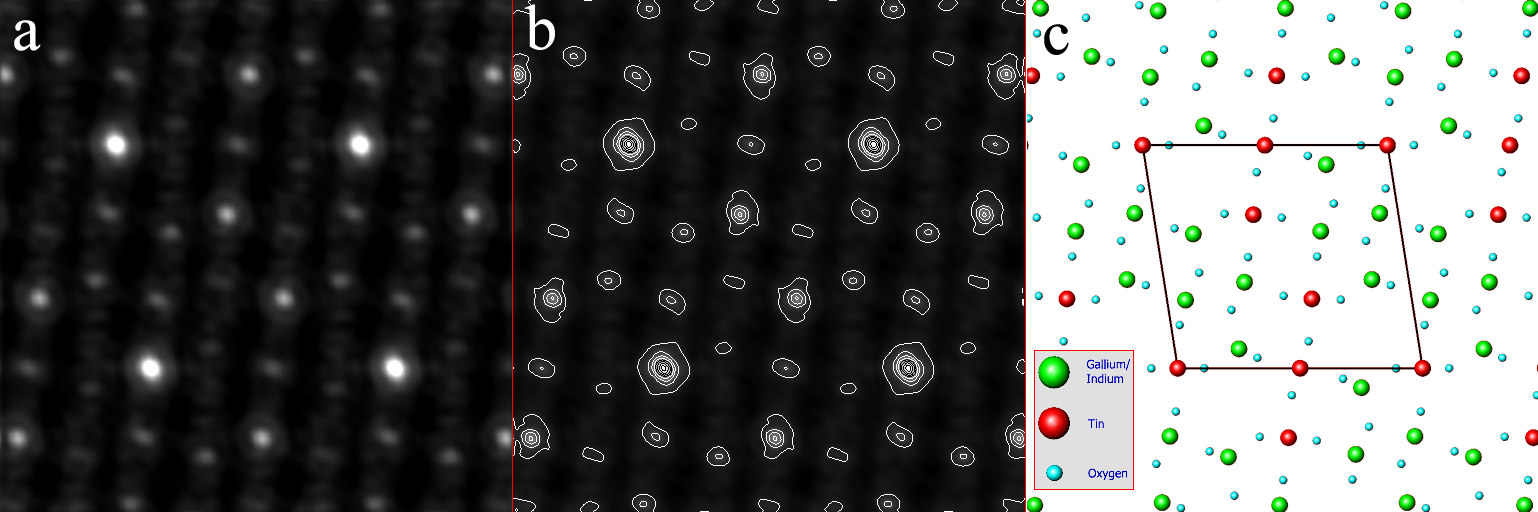 a
b
c
Gallium/
Indium
Tin
Oxygen